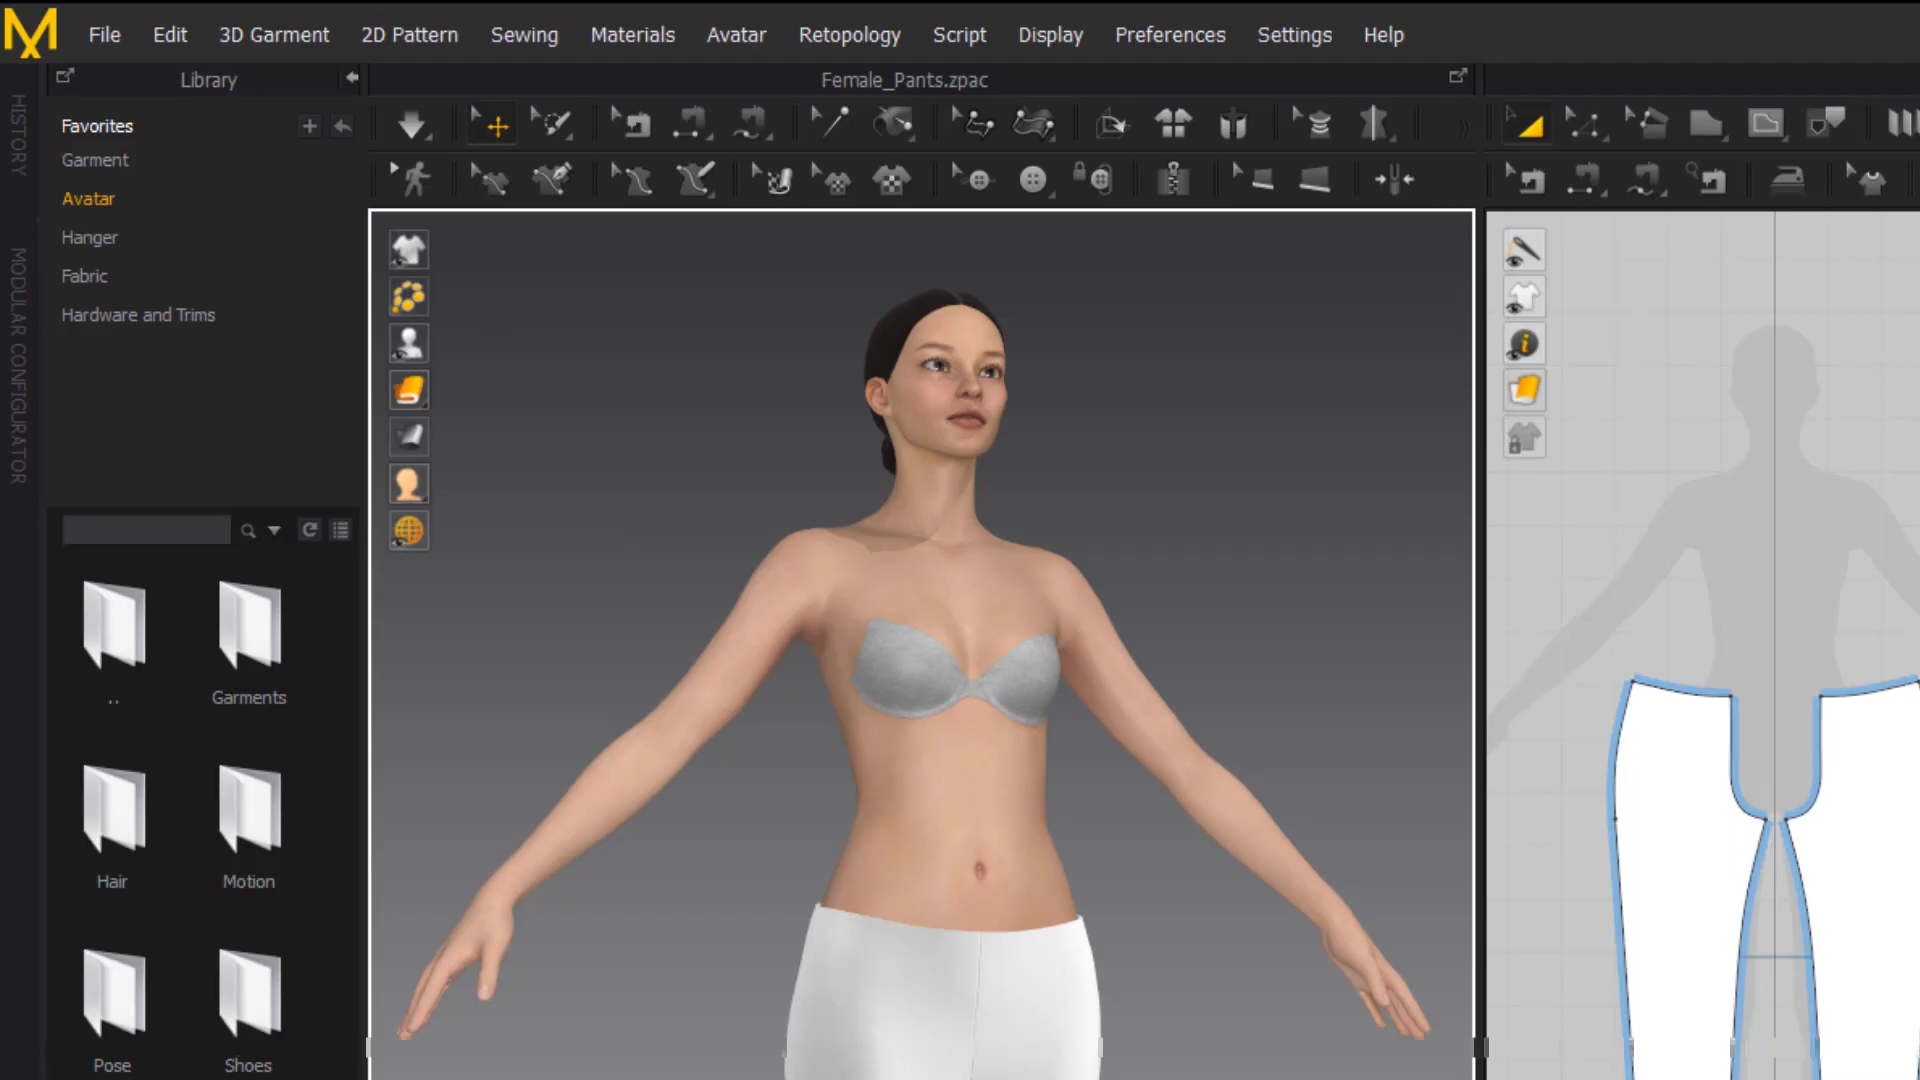 File Edit 3D Garment 2D Pattern Sewing Materials Avatar Retopology Script Display Preferences Settings Help
Library
Female_Pants.zpac
HISTORY
MODULAR CONFIGURATOR
Favorites
Garment
Avatar
Hanger
Fabric
Hardware and Trims
..
Garments
Hair
Motion
Pose
Shoes